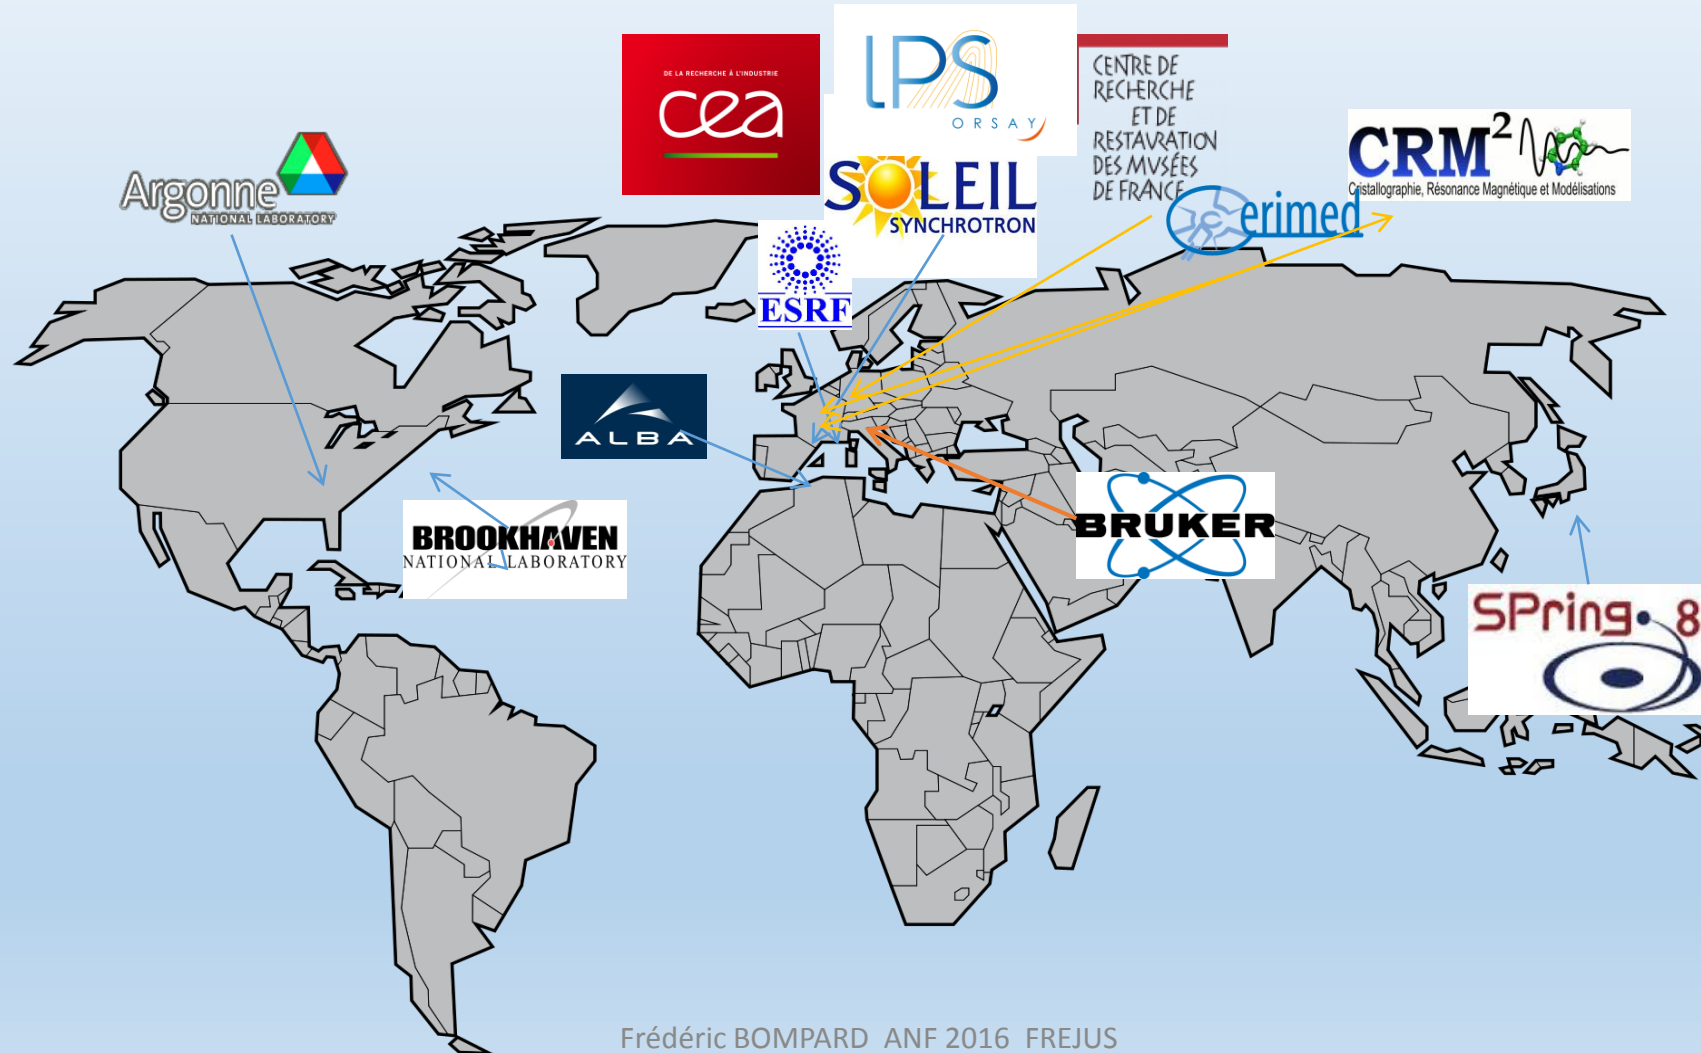 DE LA RECHERCHE À L'INDUSTRIE
cea
LPS
ORSAY
CENTRE DE
RECHERCHE
ET DE
RESTAURATION
DES MUSÉES
DE FRANCE
CRM²
Cristallographie, Résonance Magnétique et Modélisations
Argonne
NATIONAL LABORATORY
SOLEIL
SYNCHROTRON
Cerimed
ESRF
ALBA
BROOKHAVEN
NATIONAL LABORATORY
BRUKER
SPring-8
Frédéric BOMPARD ANF 2016 FREJUS